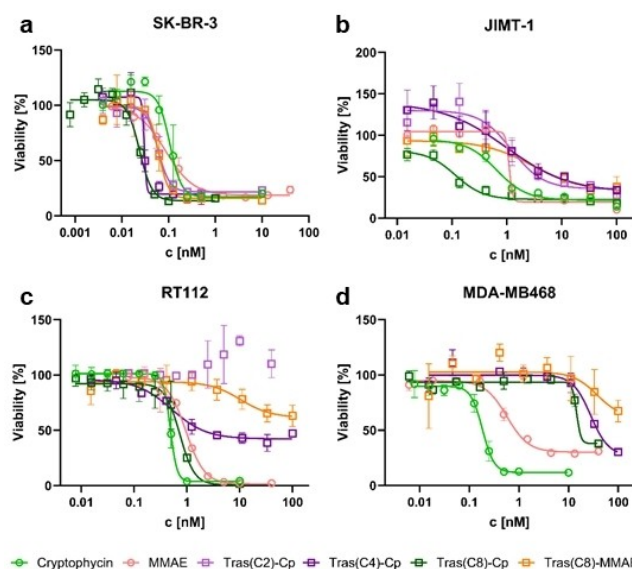 a
SK-BR-3
Viability [%]
150
100
50
0
0.001
0.01
0.1
1
10
100
c [nM]
b
JIMT-1
Viability [%]
200
150
100
50
0
0.01
0.1
1
10
100
c [nM]
c
RT112
Viability [%]
150
100
50
0
0.01
0.1
1
10
100
c [nM]
d
MDA-MB468
Viability [%]
150
100
50
0
0.01
0.1
1
10
100
c [nM]
Cryptophycin MMAE Tras(C2)-Cp Tras(C4)-Cp Tras(C8)-Cp